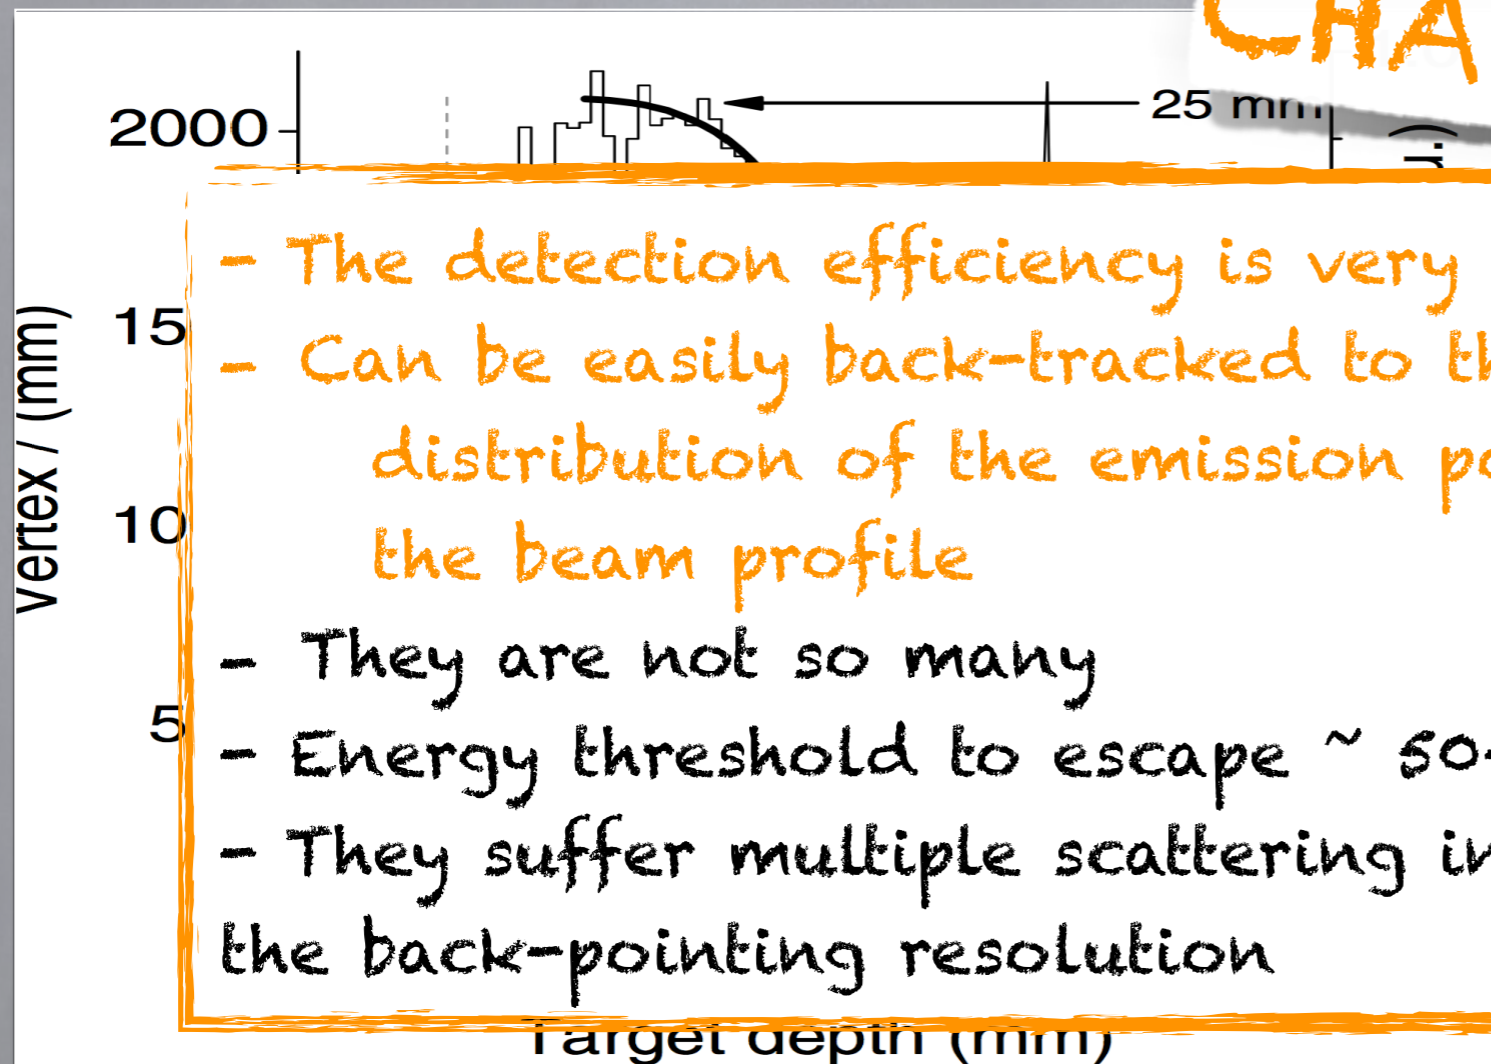 CHA
2000
25 mm
- The detection efficiency is very
15
- Can be easily back-tracked to th
distribution of the emission po
10
the beam profile
- They are not so many
5
- Energy threshold to escape ~ 50-
- They suffer multiple scattering in
the back-pointing resolution
Vertex / (mm)
Target depth (mm)